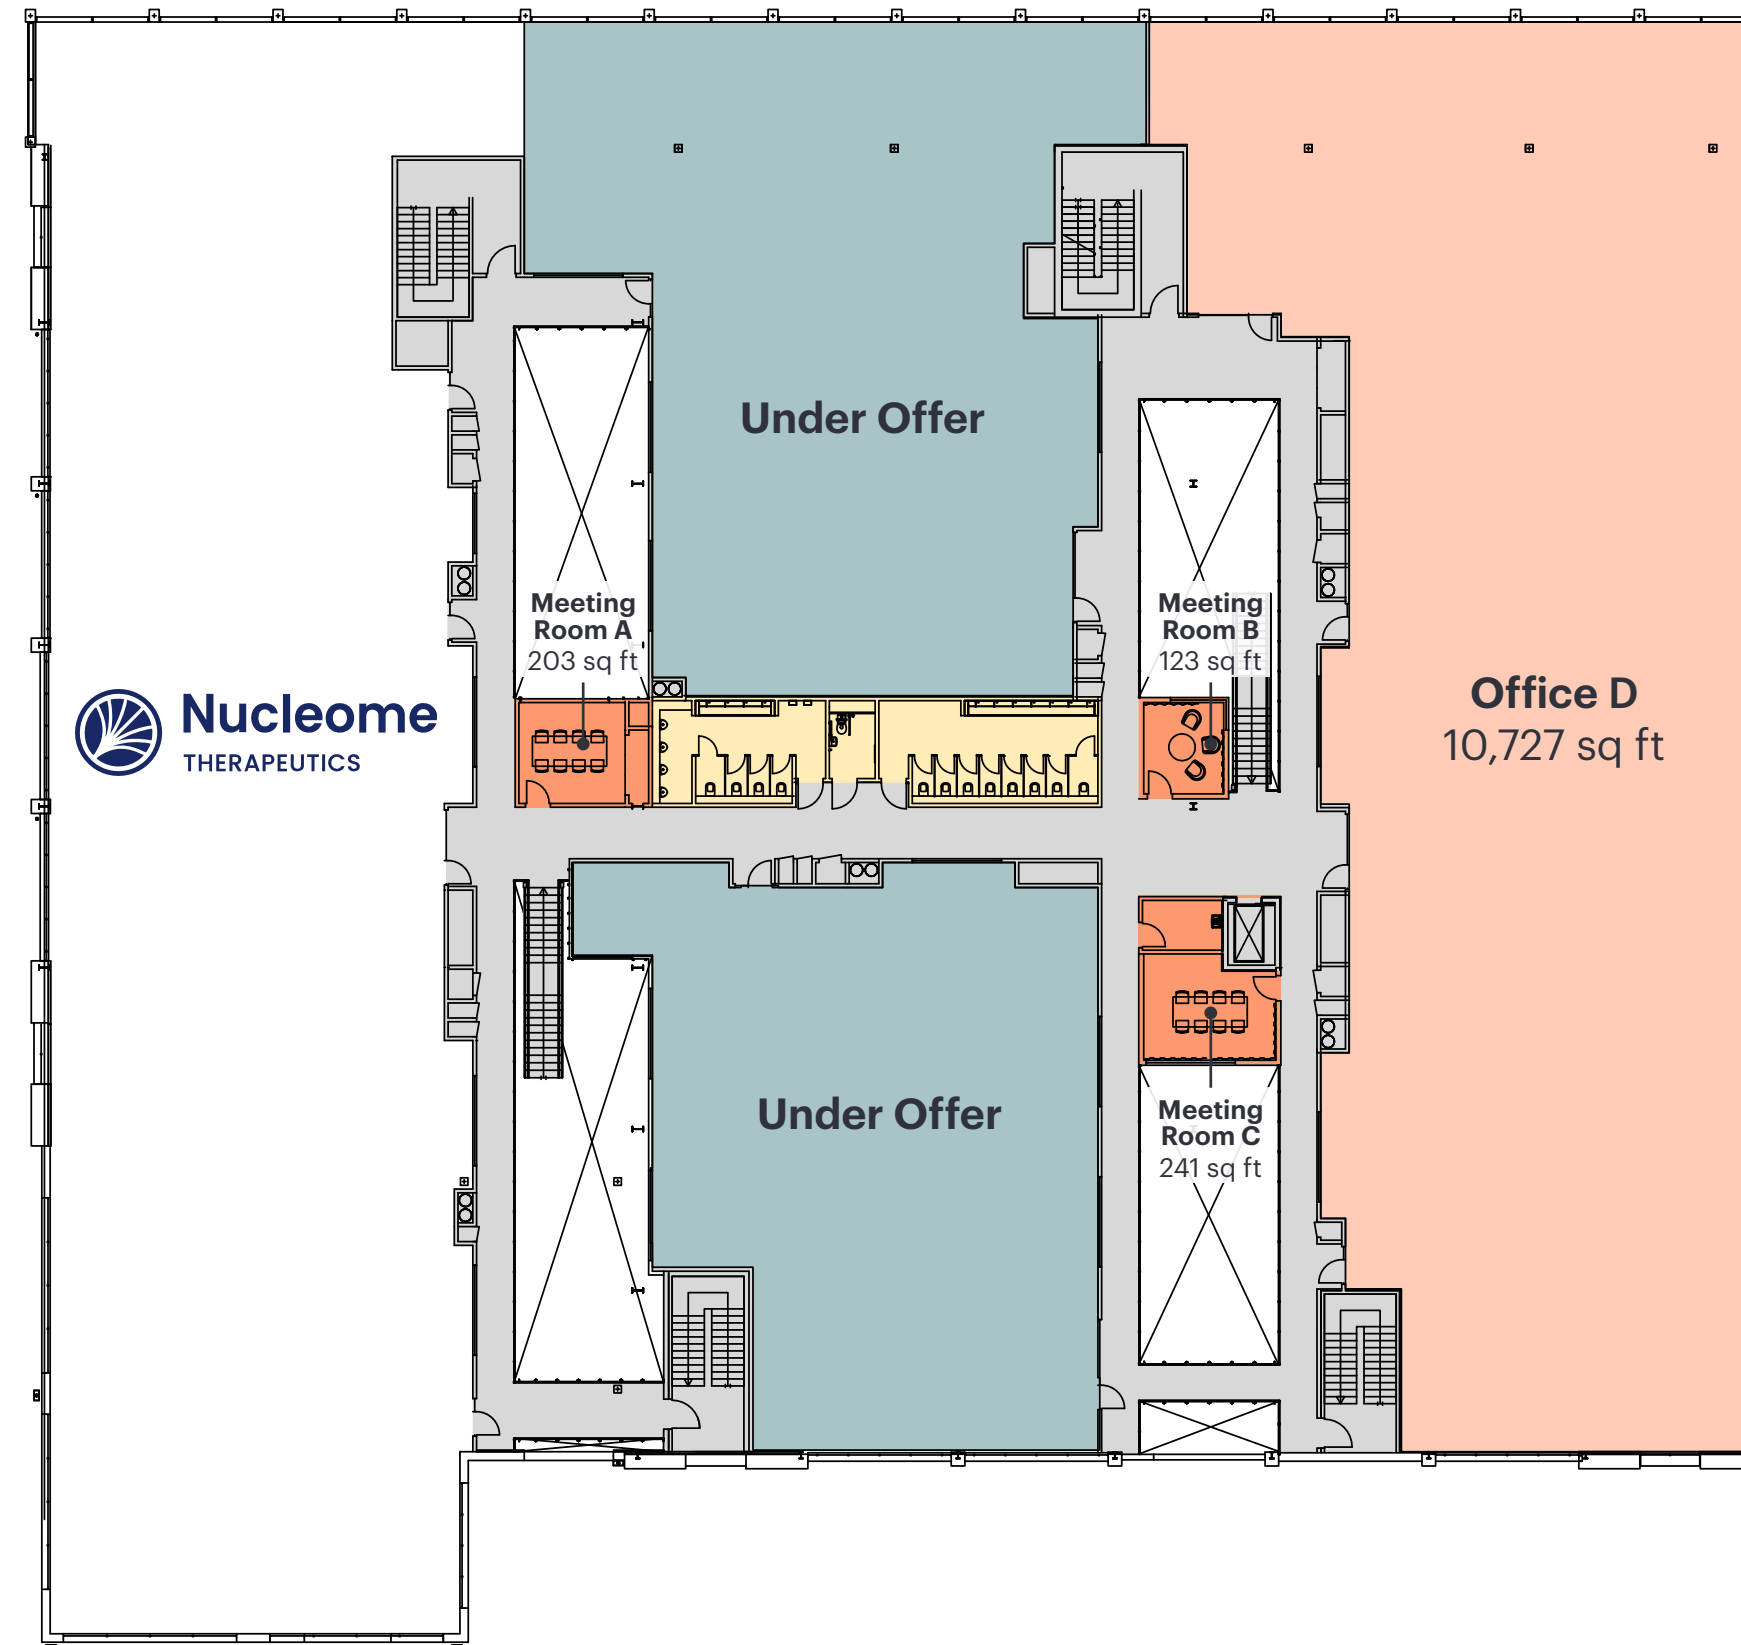 Under Offer
Meeting
Room A
203 sq ft
Meeting
Room B
123 sq ft
Nucleome
THERAPEUTICS
Office D
10,727 sq ft
Under Offer
Meeting
Room C
241 sq ft